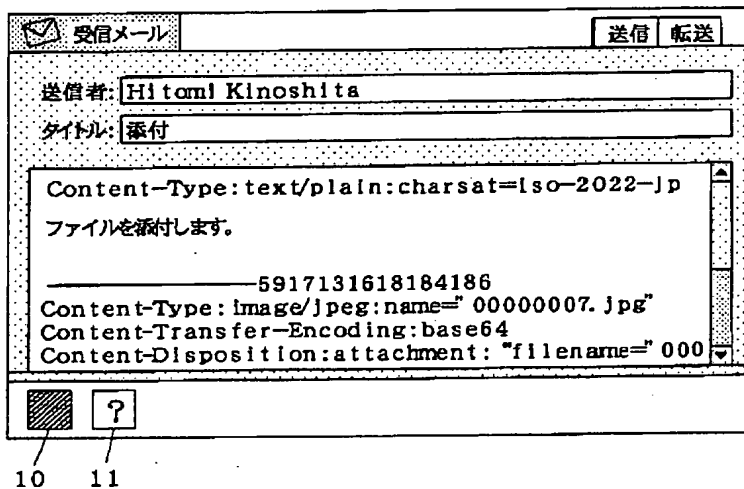 受信メール 送信 転送
送信者: Hitomi Kinoshita
タイトル: 添付
Content-Type:text/plain:charsat=iso-2022-jp
ファイルを添付します。
——————————5917131618184186
Content-Type:image/jpeg:name="00000007.jpg"
Content-Transfer-Encoding:base64
Content-Disposition:attachment: "filename="000
?
10 11